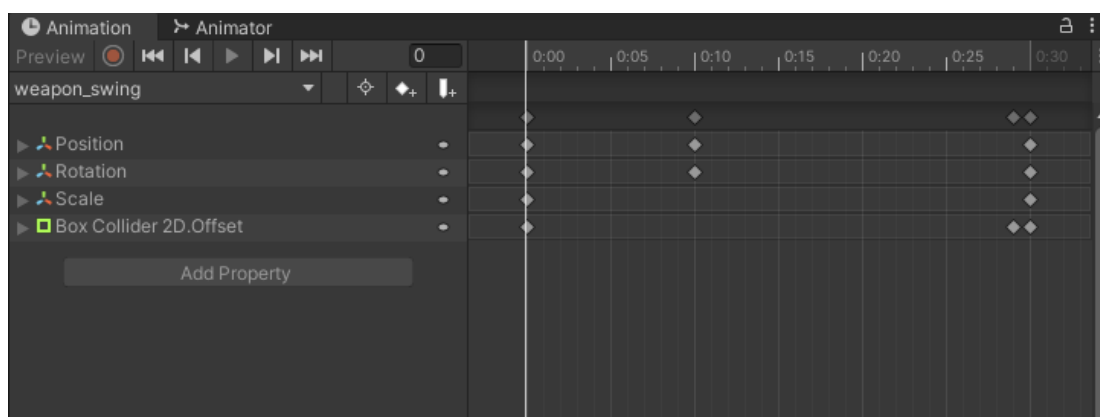 Animation Animator
Preview 0 0:00 0:05 0:10 0:15 0:20 0:25 0:30
weapon_swing
Position
Rotation
Scale
Box Collider 2D.Offset
Add Property